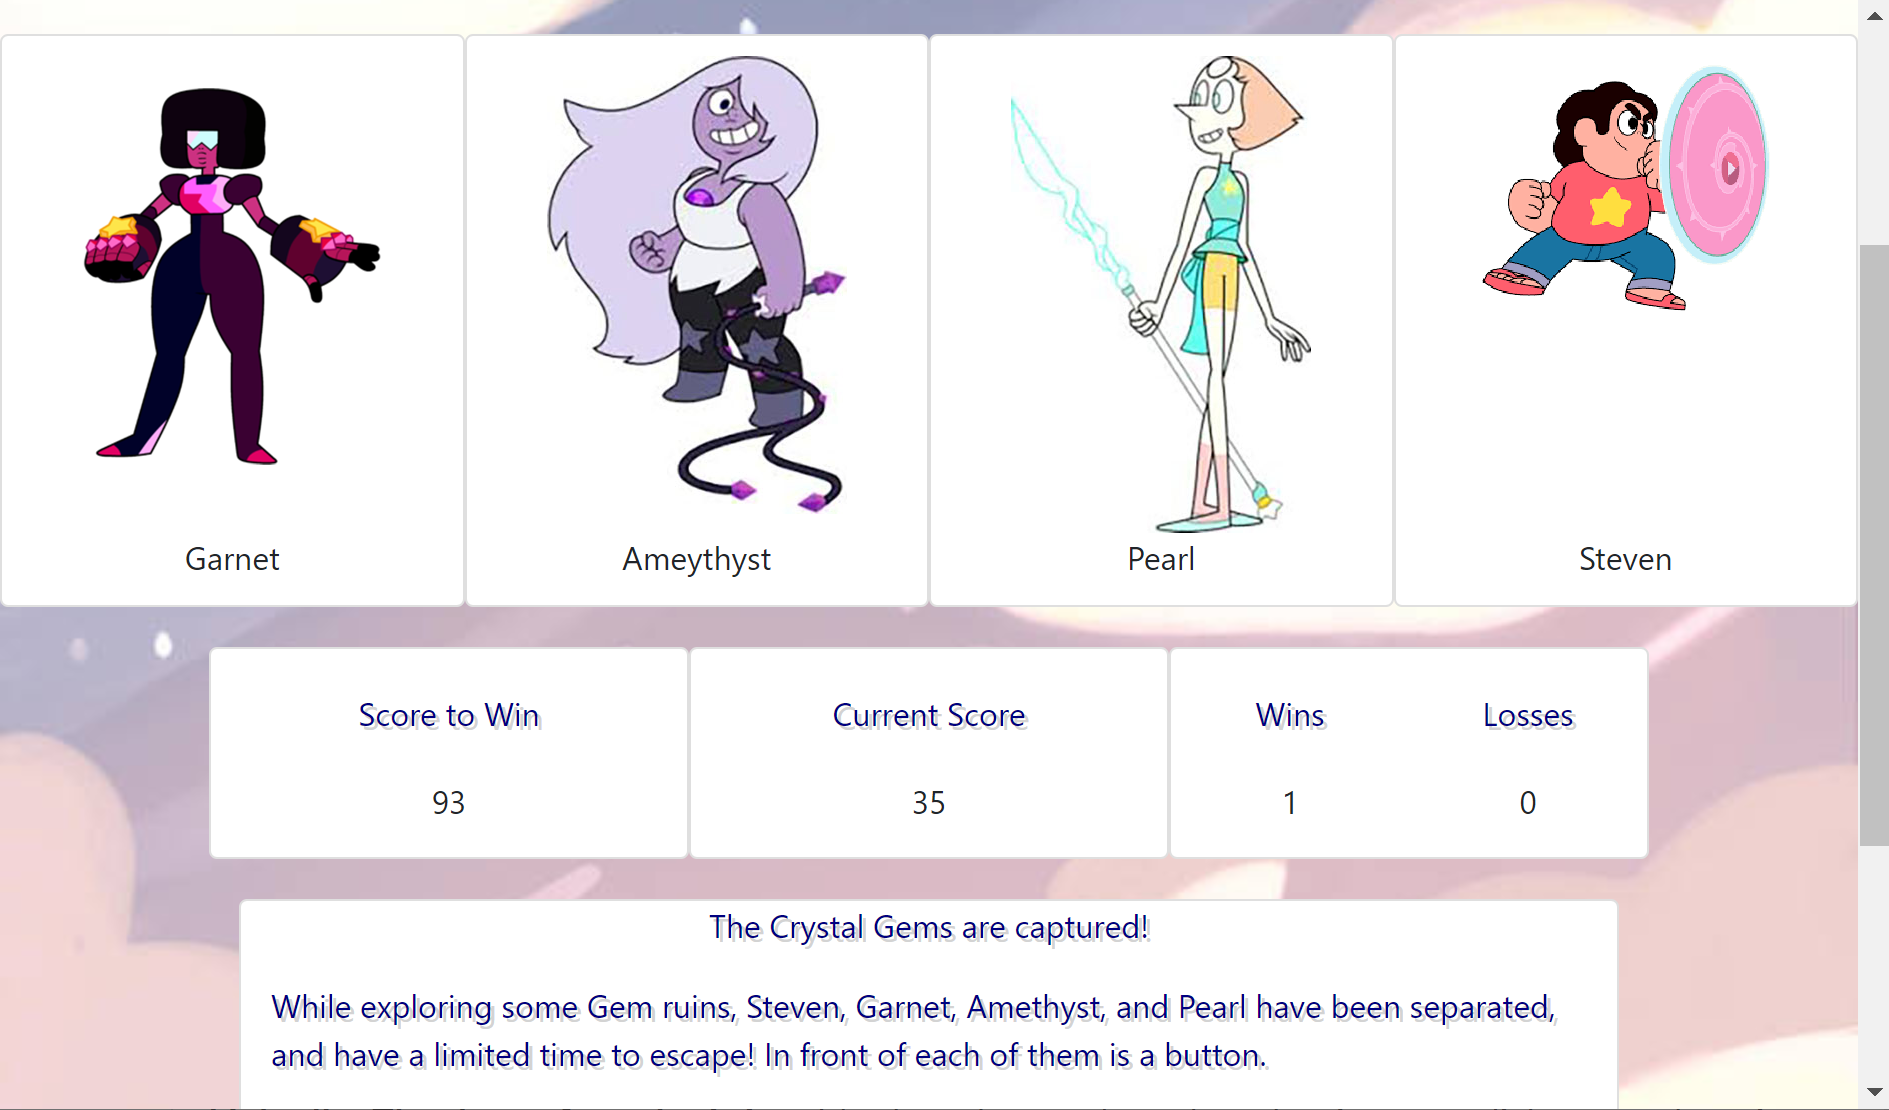 Garnet
Ameythyst
Pearl
Steven
Score to Win
Current Score
Wins
Losses
93
35
1
0
The Crystal Gems are captured!
While exploring some Gem ruins, Steven, Garnet, Amethyst, and Pearl have been separated,
and have a limited time to escape! In front of each of them is a button.